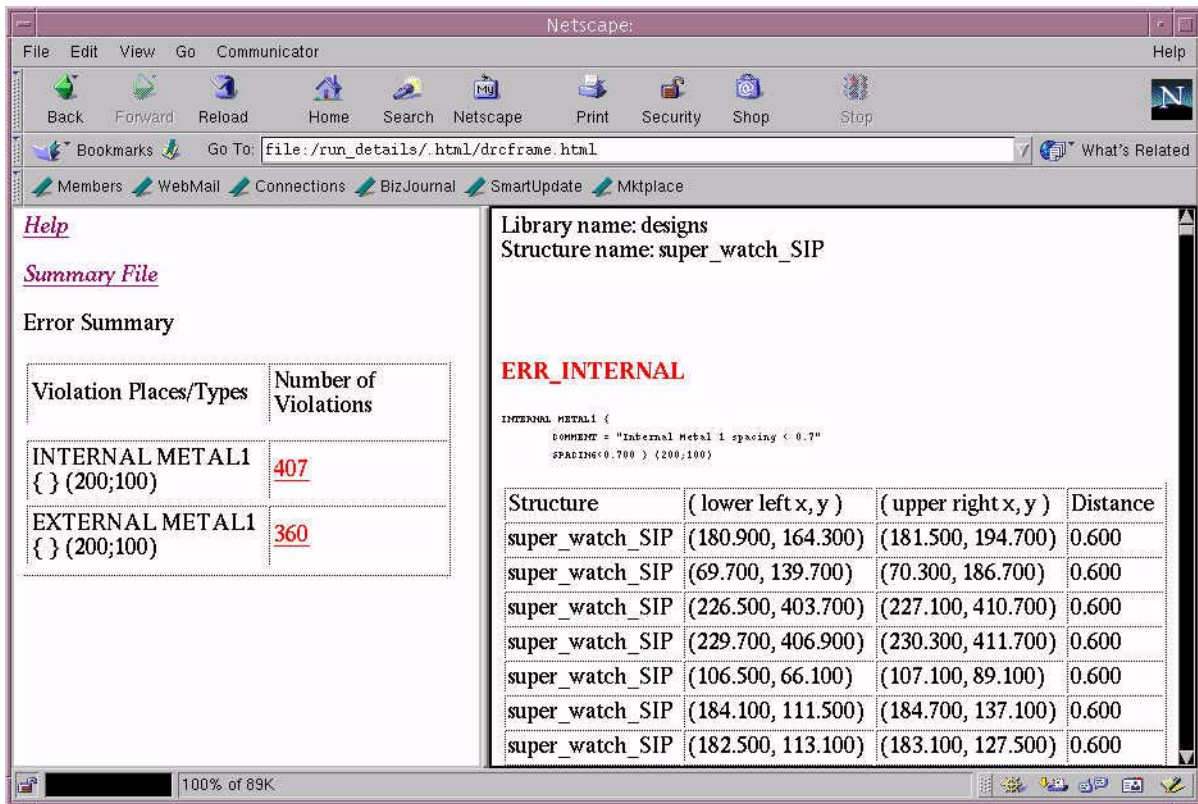 Netscape:
File Edit View Go Communicator Help
Back Forward Reload Home Search Netscape Print Security Shop Stop
My
N
Bookmarks Go To: file:/run_details/.html/drcframe.html What's Related
Members WebMail Connections BizJournal SmartUpdate Mktplace
Help
Summary File
Error Summary
Violation Places/Types
Number of
Violations
INTERNAL METAL1
{ } (200;100)
407
EXTERNAL METAL1
{ } (200;100)
360
Library name: designs
Structure name: super_watch_SIP
ERR_INTERNAL
INTERNAL METAL1 {
COMMENT = "Internal Metal 1 spacing < 0.7"
SPACING<0.700 } (200;100)
Structure ( lower left x, y ) ( upper right x, y ) Distance
super_watch_SIP (180.900, 164.300) (181.500, 194.700) 0.600
super_watch_SIP (69.700, 139.700) (70.300, 186.700) 0.600
super_watch_SIP (226.500, 403.700) (227.100, 410.700) 0.600
super_watch_SIP (229.700, 406.900) (230.300, 411.700) 0.600
super_watch_SIP (106.500, 66.100) (107.100, 89.100) 0.600
super_watch_SIP (184.100, 111.500) (184.700, 137.100) 0.600
super_watch_SIP (182.500, 113.100) (183.100, 127.500) 0.600
100% of 89K